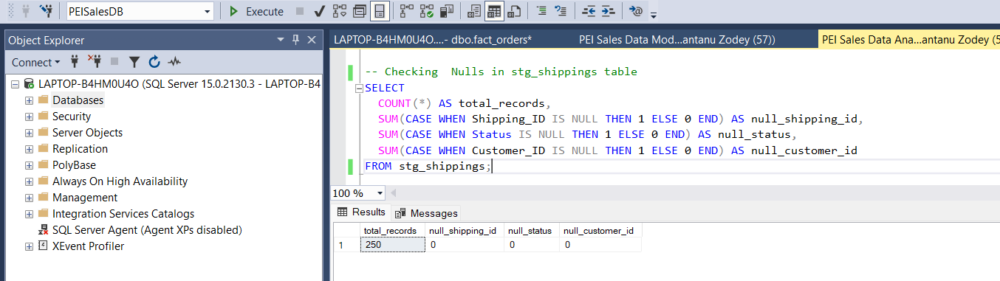 PEISalesDB
Execute
Object Explorer
Connect
LAPTOP-B4HM0U4O (SQL Server 15.0.2130.3 - LAPTOP-B4
Databases
Security
Server Objects
Replication
PolyBase
Always On High Availability
Management
Integration Services Catalogs
SQL Server Agent (Agent XPs disabled)
XEvent Profiler
LAPTOP-B4HM0U4O....- dbo.fact_orders*
PEI Sales Data Mod...antanu Zodey (57))
PEI Sales Data Ana...antanu Zodey (5
-- Checking  Nulls in stg_shippings table
SELECT
COUNT(*) AS total_records,
SUM(CASE WHEN Shipping_ID IS NULL THEN 1 ELSE 0 END) AS null_shipping_id,
SUM(CASE WHEN Status IS NULL THEN 1 ELSE 0 END) AS null_status,
SUM(CASE WHEN Customer_ID IS NULL THEN 1 ELSE 0 END) AS null_customer_id
FROM stg_shippings;
100 %
Results
Messages
total_records null_shipping_id null_status null_customer_id
1 250 0 0 0